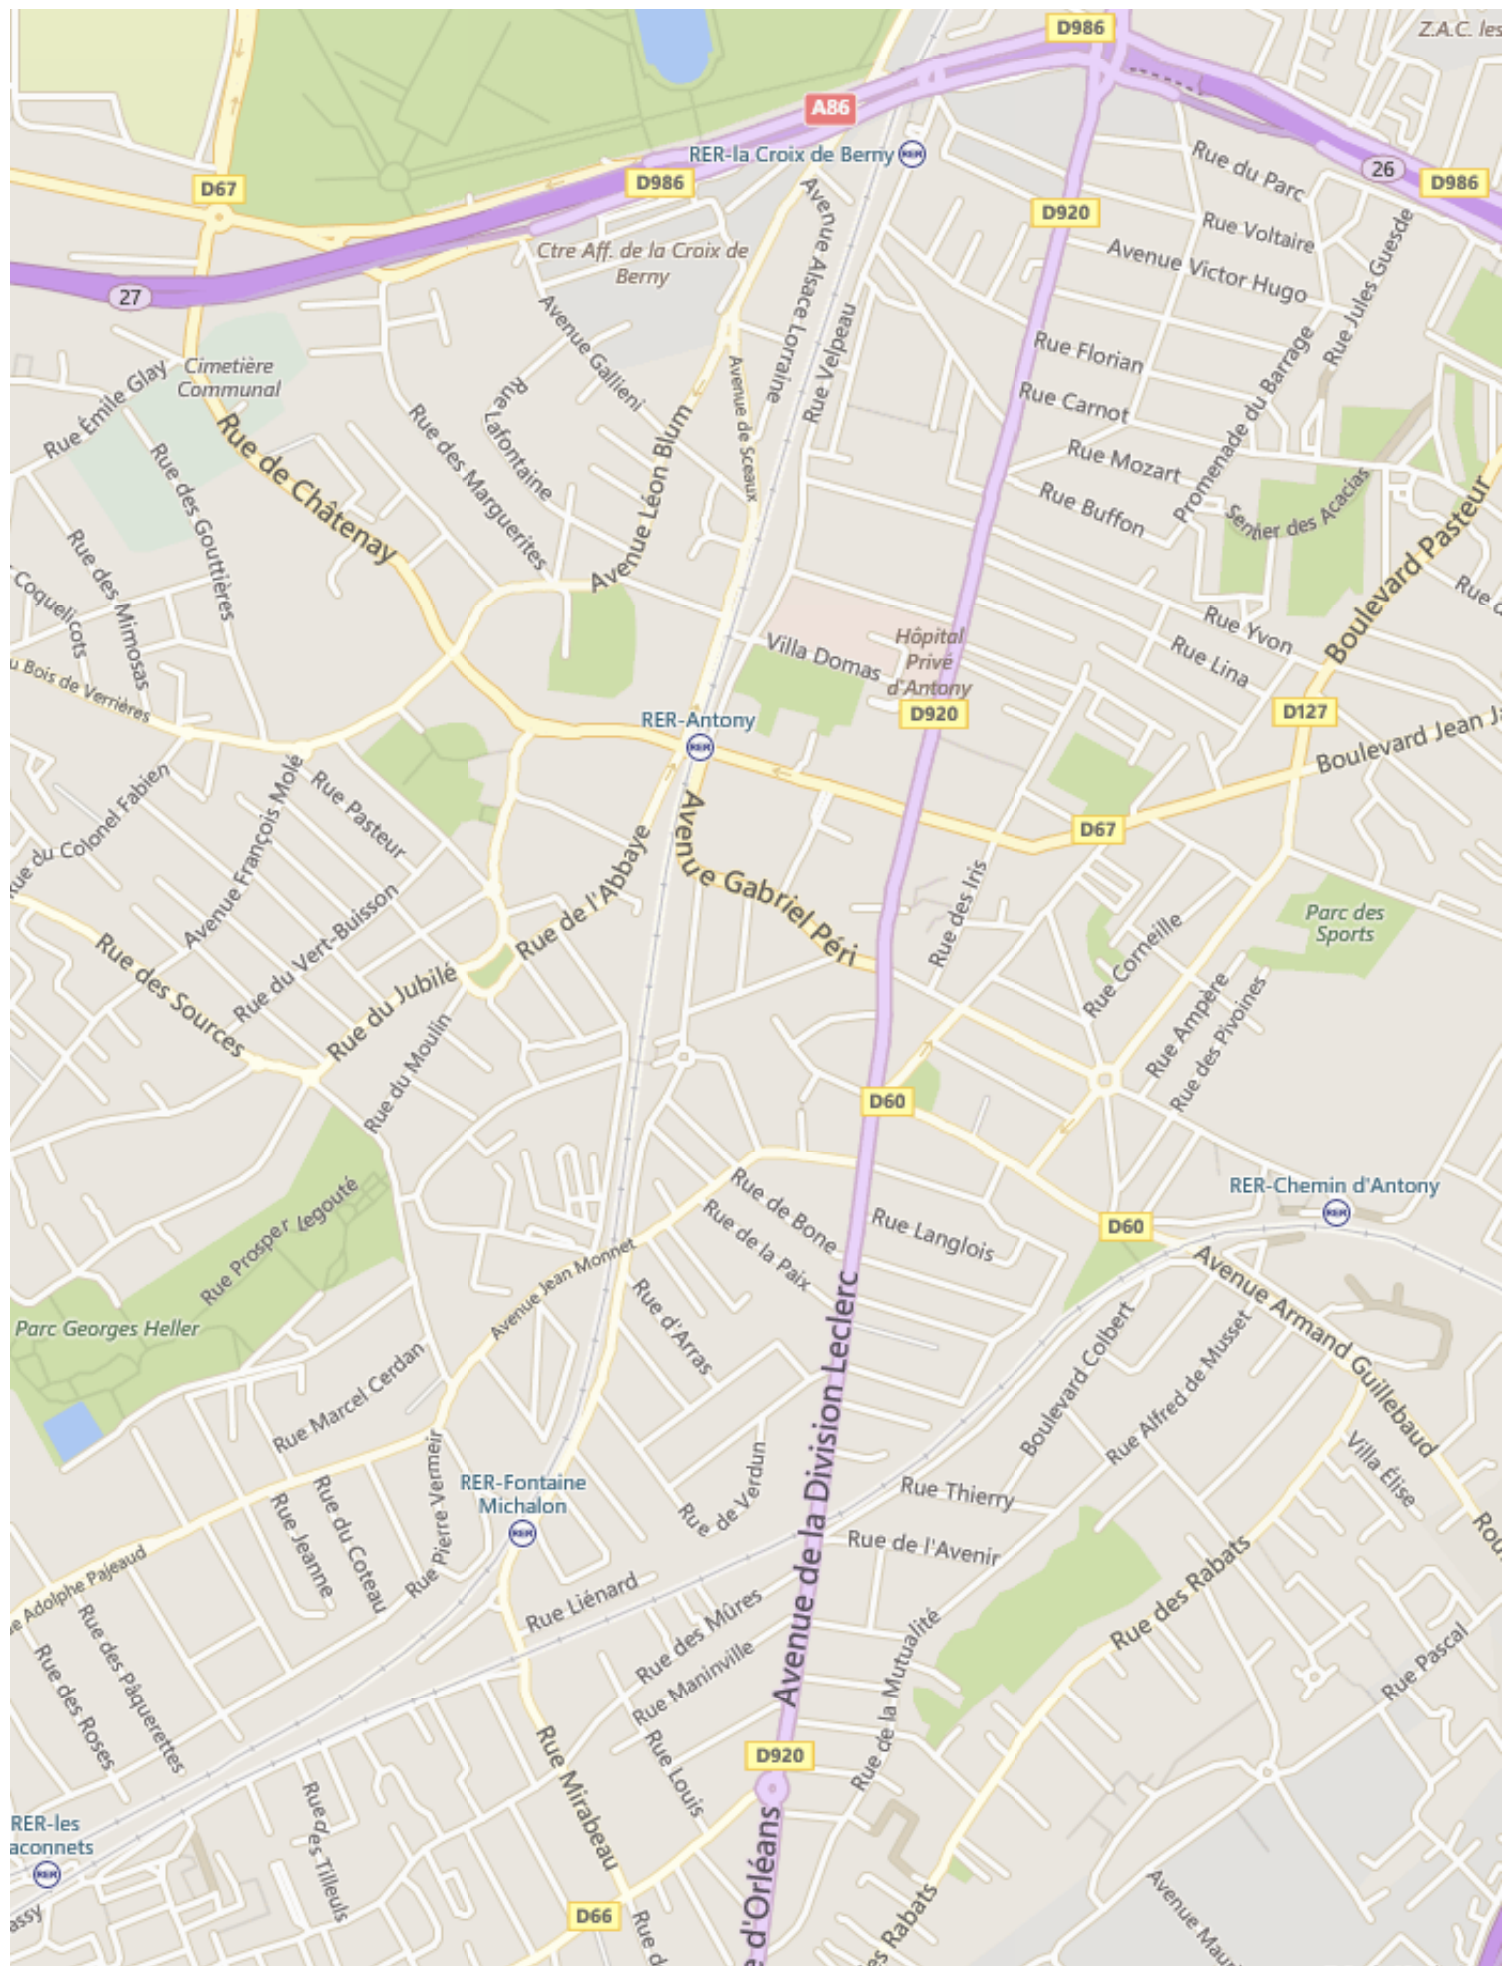 D986
Z.A.C. les
A86
RER-la Croix de Berny
RER
26
D986
D986
D67
Rue du Parc
D920
Avenue Alsace Lorraine
Rue Voltaire
Rue Jules Guesde
Ctre Aff. de la Croix de
Berny
Avenue Victor Hugo
27
Avenue Gallieni
Rue Velpeau
Rue Florian
Promenade du Barrage
Cimetière
Communal
Rue Émile Glay
Avenue de Sceaux
Rue Lafontaine
Rue Carnot
Rue des Marguerites
Avenue Léon Blum
Rue de Châtenay
Rue des Gouttières
Rue Mozart
Rue Buffon
Sentier des Acacias
Boulevard Pasteur
Rue des Mimosas
Coquelicots
Rue Yvon
Rue Lina
Hôpital
Privé
d'Antony
Villa Domas
u Bois de Verrières
RER-Antony
RER
D920
D127
Boulevard Jean Ja
Rue du Colonel Fabien
Avenue François Molé
Rue Pasteur
D67
Avenue Gabriel Péri
Rue de l'Abbaye
Rue des Iris
Parc des
Sports
Rue du Vert-Buisson
Rue Corneille
Rue des Sources
Rue du Jubilé
Rue Ampère
Rue des Pivoines
Rue du Moulin
D60
RER-Chemin d'Antony
RER
Rue Prosper Legouté
Rue de Bone
Rue de la Paix
Rue Langlois
D60
Avenue Jean Monnet
Avenue Armand Guillebaud
Rue d'Arras
Parc Georges Heller
Boulevard Colbert
Rue Alfred de Musset
Rue Marcel Cerdan
Avenue de la Division Leclerc
Villa Élise
Rue Pierre Vermeir
RER-Fontaine
Michalon
RER
Rue de Verdun
Rue Thierry
Rue du Coteau
Rue Jeanne
Rue de l'Avenir
Rou
e Adolphe Pajeaud
Rue Liénard
Rue des Mûres
Rue des Rabats
Rue des Pâquerettes
Rue des Roses
Rue Maninville
Rue de la Mutualité
Rue Pascal
Rue Mirabeau
Rue Louis
D920
Rue des Tilleuls
RER-les
aconnets
RER
e d'Orléans
D66
Rue d
es Rabats
Avenue Maur
assy